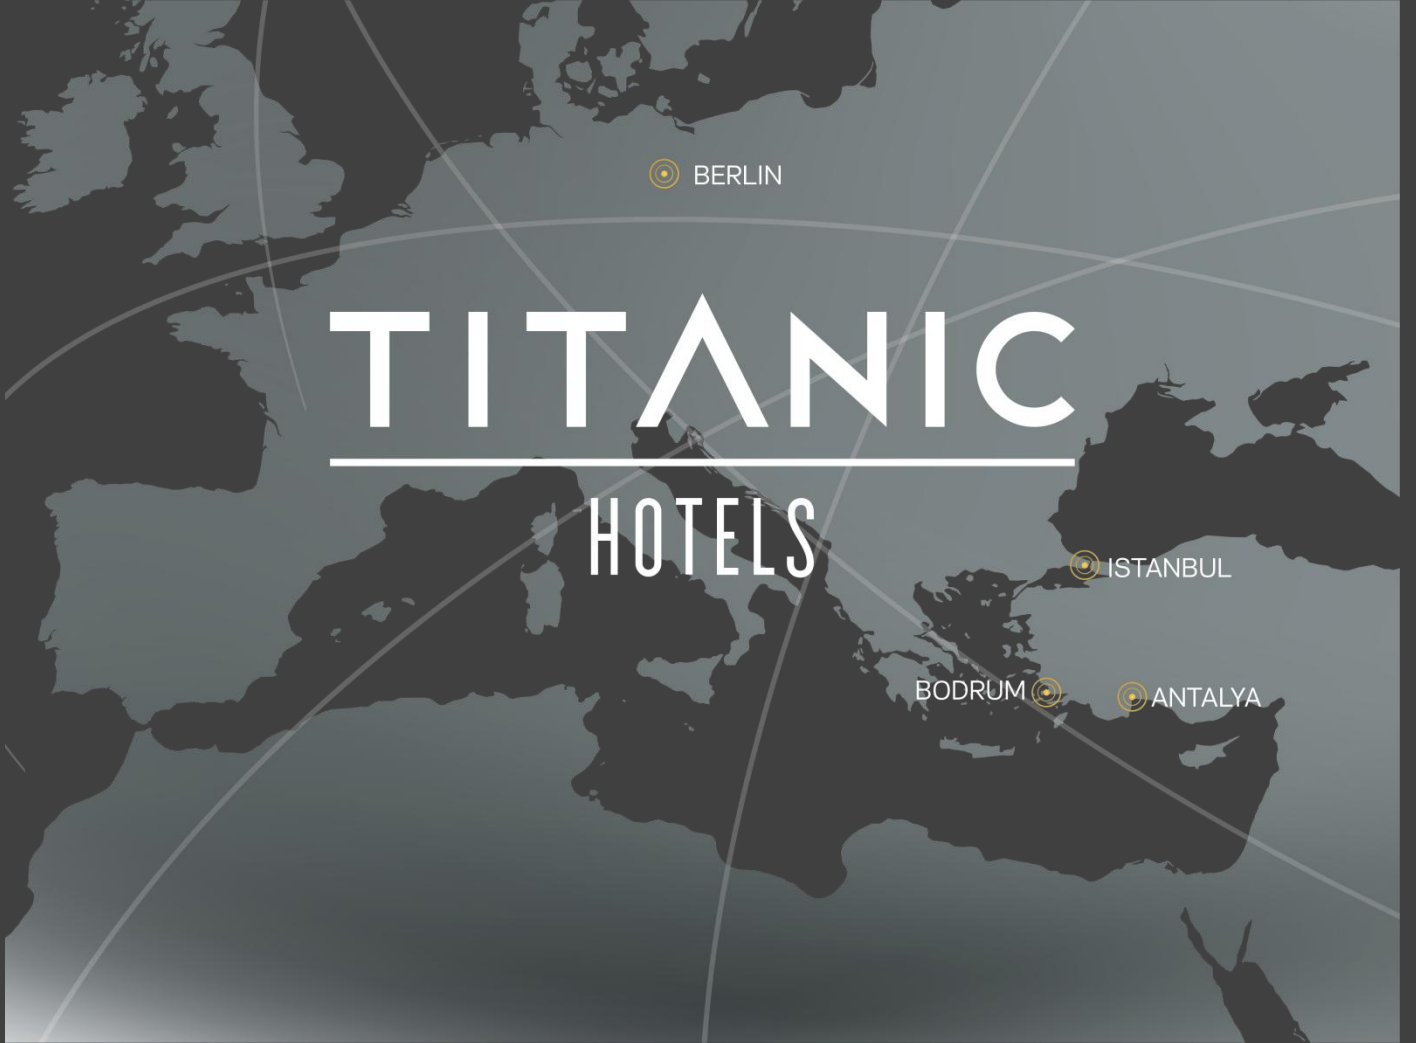 BERLIN
TITANIC
HOTELS
ISTANBUL
BODRUM
ANTALYA